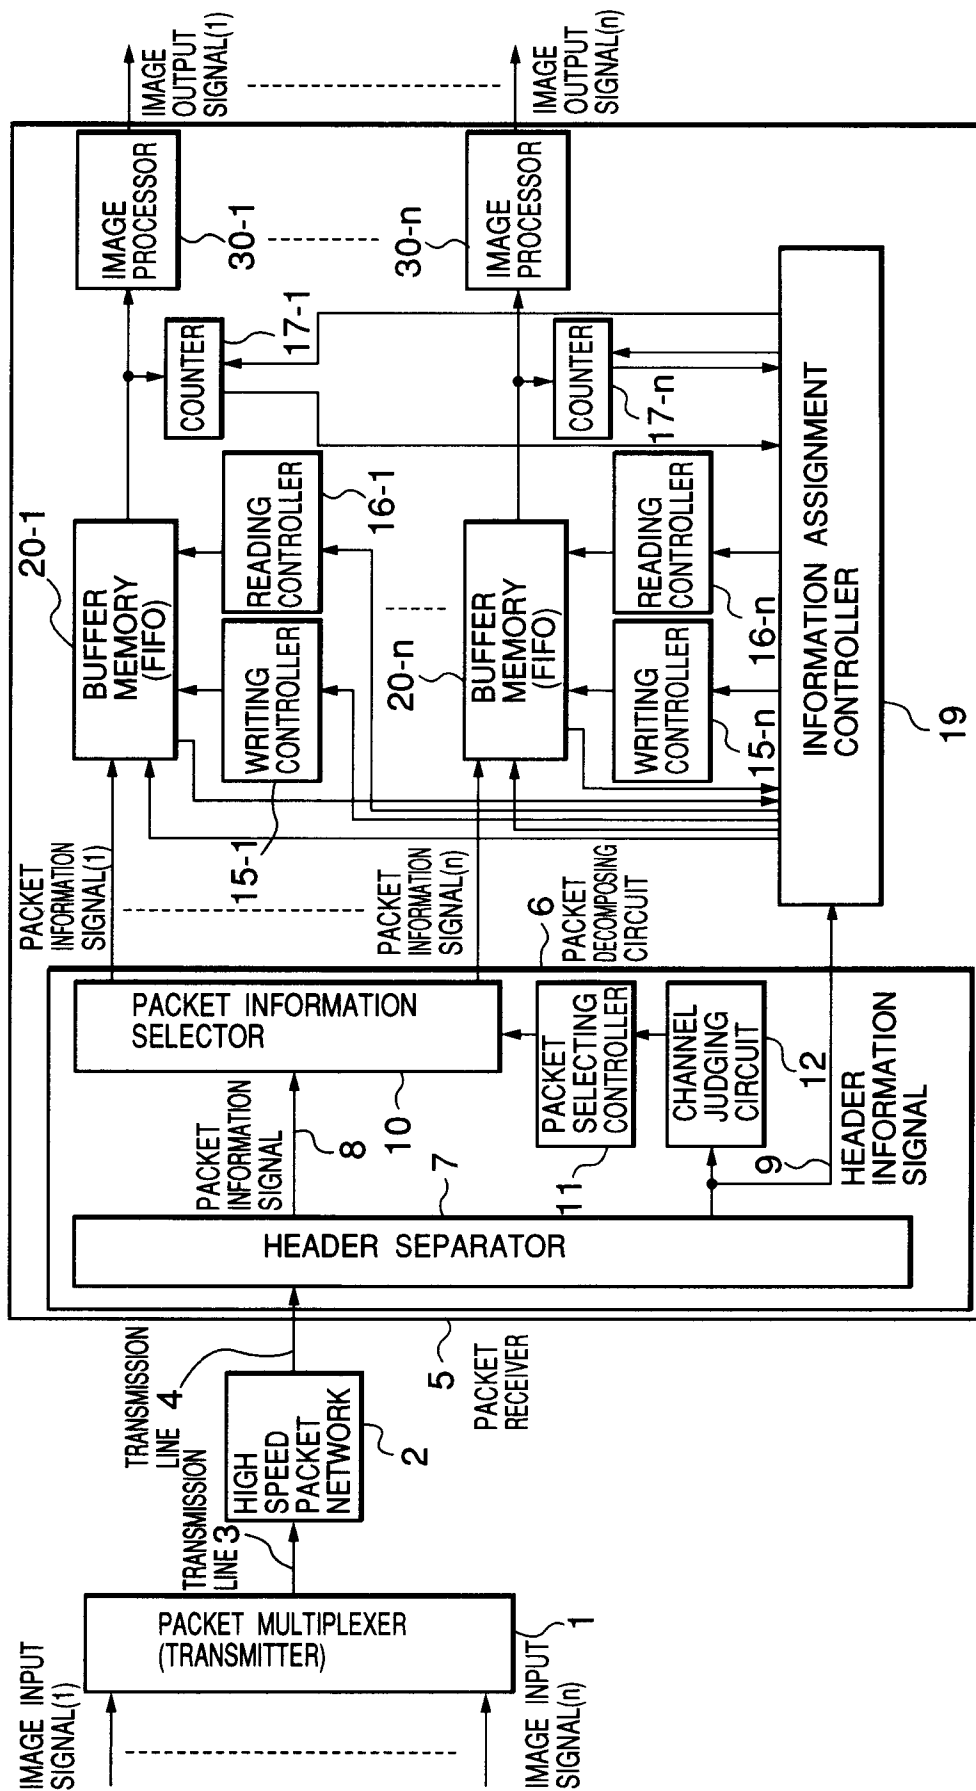 IMAGE INPUT
SIGNAL(1)
IMAGE INPUT
SIGNAL(n)
PACKET MULTIPLEXER
(TRANSMITTER)
1
TRANSMISSION
LINE 3
HIGH
SPEED
PACKET
NETWORK
2
TRANSMISSION
LINE 4
5
PACKET
RECEIVER
HEADER SEPARATOR
7
PACKET
INFORMATION
SIGNAL
8
PACKET INFORMATION
SELECTOR
10
PACKET
SELECTING
CONTROLLER
11
CHANNEL
JUDGING
CIRCUIT
12
9
HEADER
INFORMATION
SIGNAL
6
PACKET
DECOMPOSING
CIRCUIT
PACKET
INFORMATION
SIGNAL(1)
PACKET
INFORMATION
SIGNAL(n)
20-1
BUFFER
MEMORY
(FIFO)
WRITING
CONTROLLER
15-1
READING
CONTROLLER
16-1
COUNTER
17-1
IMAGE
PROCESSOR
30-1
IMAGE
OUTPUT
SIGNAL(1)
20-n
BUFFER
MEMORY
(FIFO)
WRITING
CONTROLLER
15-n
READING
CONTROLLER
16-n
COUNTER
17-n
IMAGE
PROCESSOR
30-n
IMAGE
OUTPUT
SIGNAL(n)
INFORMATION ASSIGNMENT
CONTROLLER
19